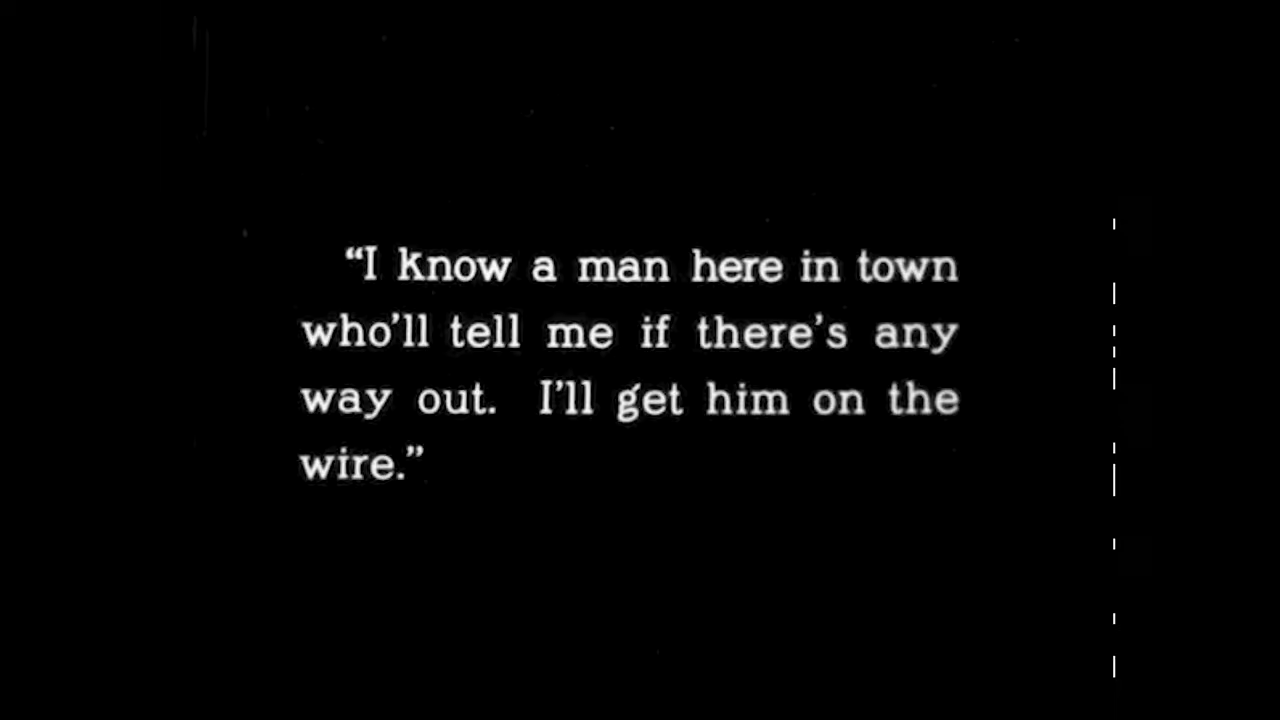 “I know a man here in town
who’ll tell me if there’s any
way out. I’ll get him on the
wire.”